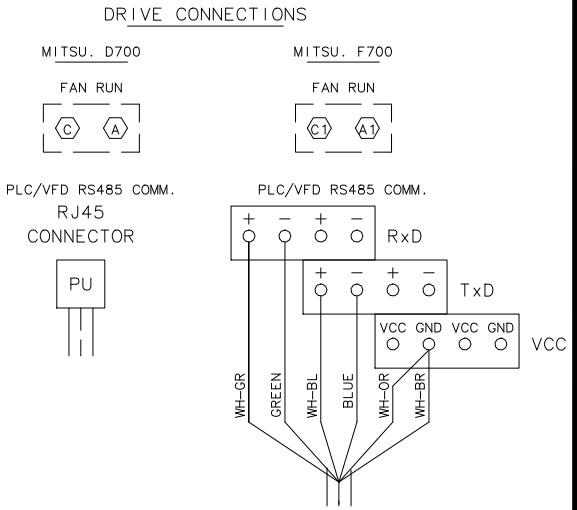 DRIVE CONNECTIONS
MITSU. D700
MITSU. F700
FAN RUN
FAN RUN
C A
C1 A1
PLC/VFD RS485 COMM.
PLC/VFD RS485 COMM.
RJ45
CONNECTOR
PU
+ − + −
RxD
+ − + −
TxD
VCC GND VCC GND
VCC
WH-GR
GREEN
WH-BL
BLUE
WH-OR
WH-BR